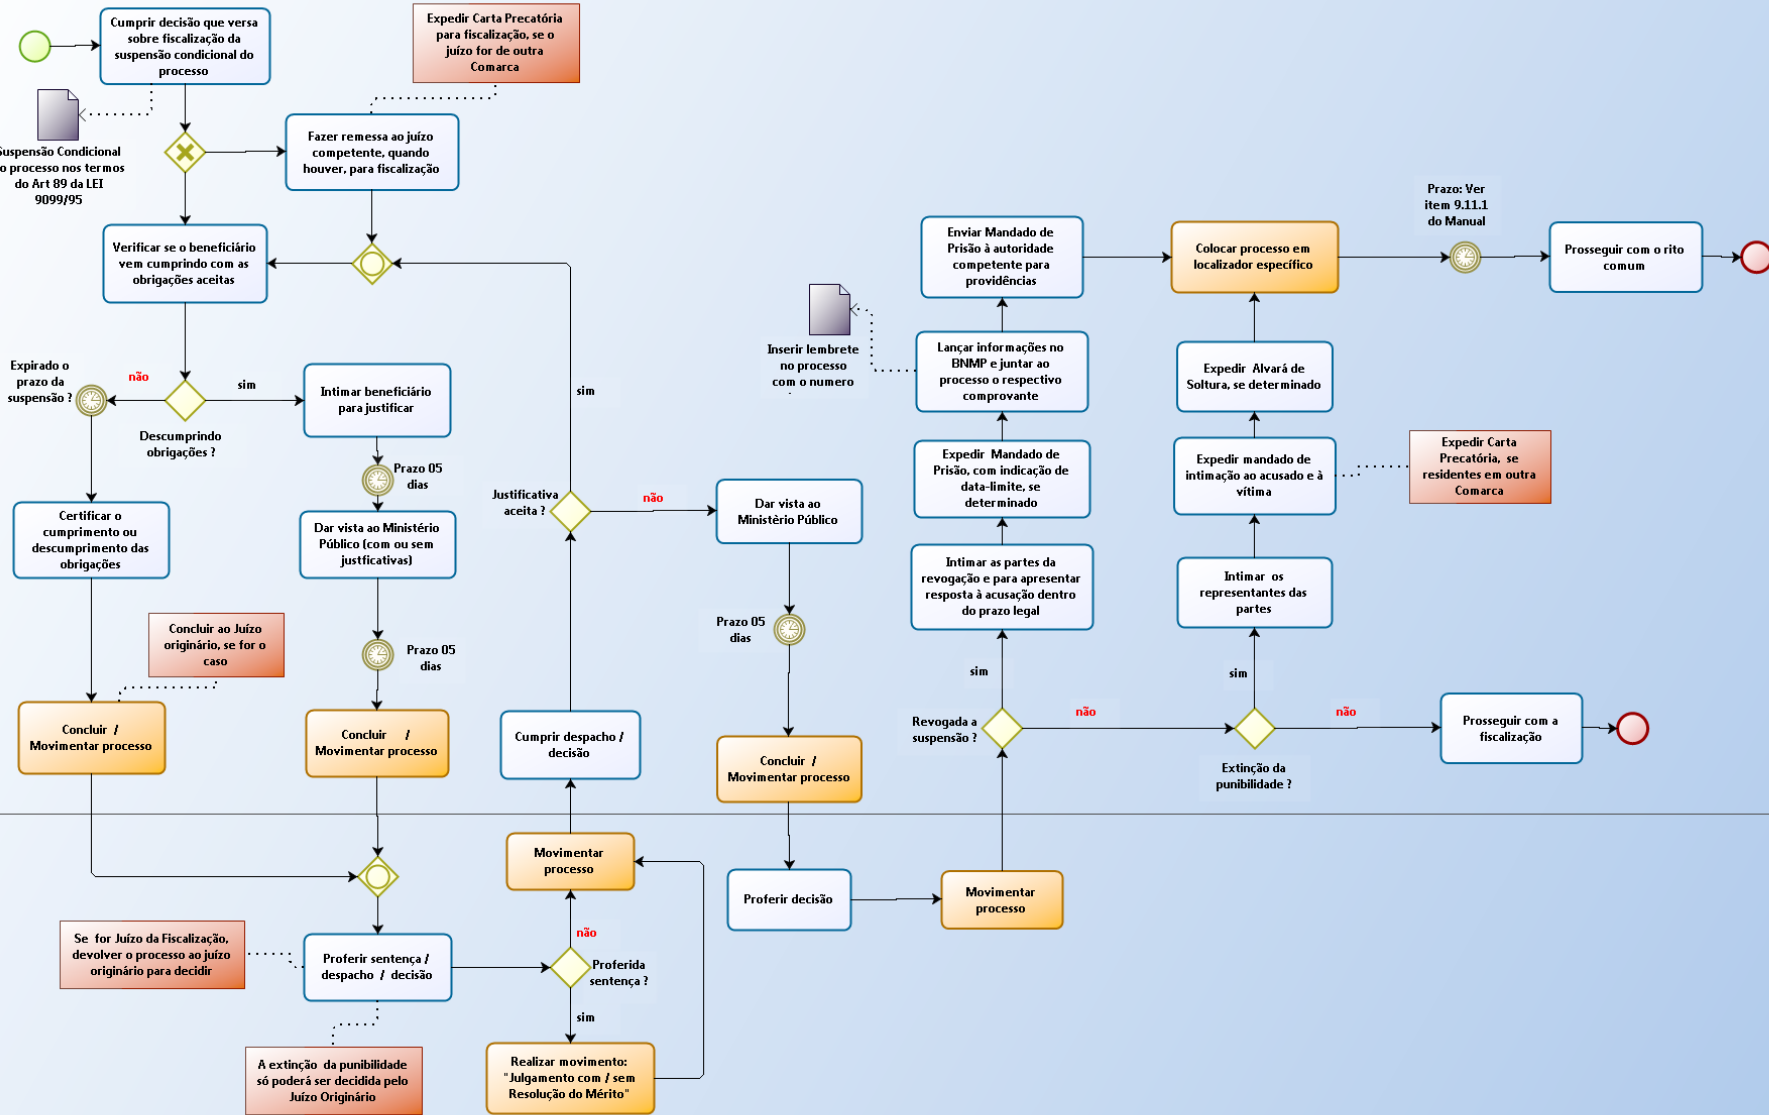 Cumprir decisão que versa
sobre fiscalização da
suspensão condicional do
processo
Expedir Carta Precatória
para fiscalização, se o
juízo for de outra
Comarca
Suspensão Condicional
o processo nos termos
do Art 89 da LEI
9099/95
Fazer remessa ao juízo
competente, quando
houver, para fiscalização
Verificar se o beneficiário
vem cumprindo com as
obrigações aceitas
Expirado o
prazo da
suspensão ?
não
sim
Descumprindo
obrigações ?
Intimar beneficiário
para justificar
Prazo 05
dias
Certificar o
cumprimento ou
descumprimento das
obrigações
Dar vista ao Ministério
Público (com ou sem
justficativas)
Concluir ao Juízo
originário, se for o
caso
Prazo 05
dias
Concluir /
Movimentar processo
Concluir /
Movimentar processo
Se for Juízo da Fiscalização,
devolver o processo ao juízo
originário para decidir
Proferir sentença /
despacho / decisão
A extinção da punibilidade
só poderá ser decidida pelo
Juízo Originário
Proferida
sentença ?
não
sim
Realizar movimento:
"Julgamento com / sem
Resolução do Mérito"
Movimentar
processo
Cumprir despacho /
decisão
Justificativa
aceita ?
sim
não
Dar vista ao
Ministério Público
Prazo 05
dias
Concluir /
Movimentar processo
Proferir decisão
Movimentar
processo
Revogada a
suspensão ?
sim
não
Intimar as partes da
revogação e para apresentar
resposta à acusação dentro
do prazo legal
Expedir Mandado de
Prisão, com indicação de
data-limite, se
determinado
Lançar informações no
BNMP e juntar ao
processo o respectivo
comprovante
Inserir lembrete
no processo
com o numero
Enviar Mandado de
Prisão à autoridade
competente para
providências
Extinção da
punibilidade ?
sim
não
Intimar os
representantes das
partes
Expedir mandado de
intimação ao acusado e à
vítima
Expedir Carta
Precatória, se
residentes em outra
Comarca
Expedir Alvará de
Soltura, se determinado
Colocar processo em
localizador específico
Prazo: Ver
item 9.11.1
do Manual
Prosseguir com o rito
comum
Prosseguir com a
fiscalização